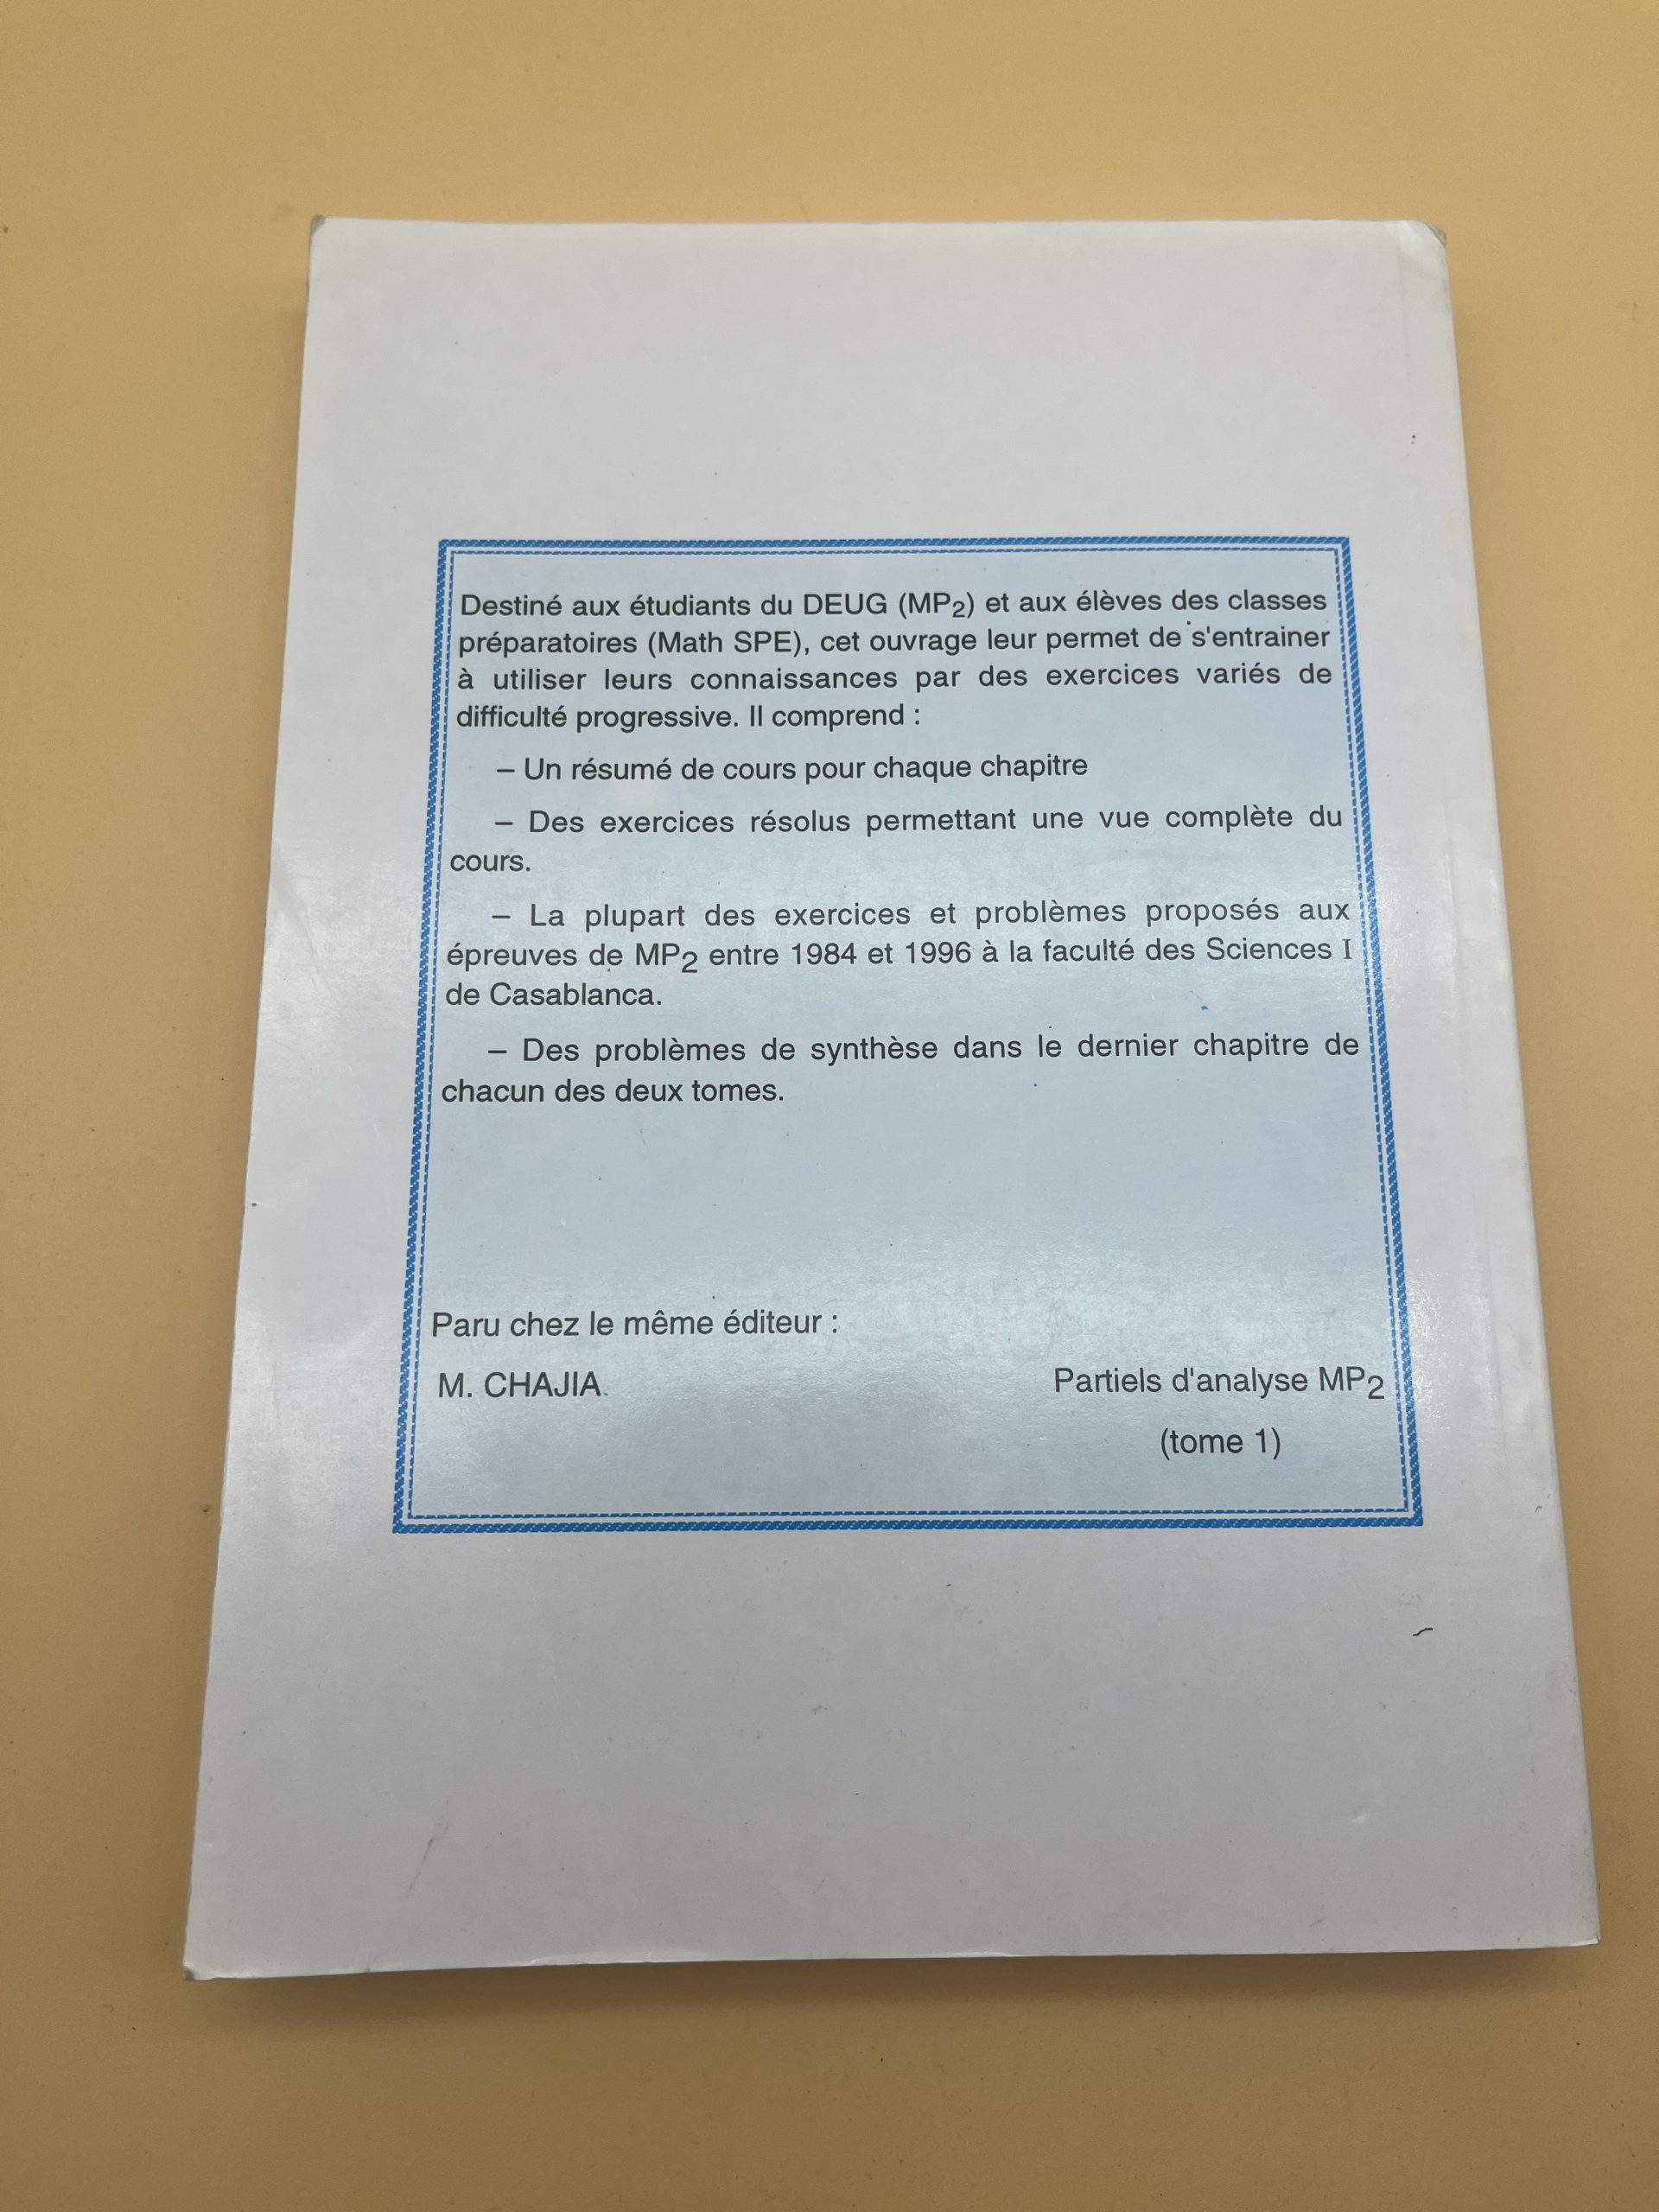 Destiné aux étudiants du DEUG (MP2) et aux élèves des classes
préparatoires (Math SPE), cet ouvrage leur permet de s'entrainer
à utiliser leurs connaissances par des exercices variés de
difficulté progressive. Il comprend :
– Un résumé de cours pour chaque chapitre
– Des exercices résolus permettant une vue complète du
cours.
– La plupart des exercices et problèmes proposés aux
épreuves de MP2 entre 1984 et 1996 à la faculté des Sciences I
de Casablanca.
– Des problèmes de synthèse dans le dernier chapitre de
chacun des deux tomes.
Paru chez le même éditeur :
M. CHAJIA. Partiels d'analyse MP2
(tome 1)